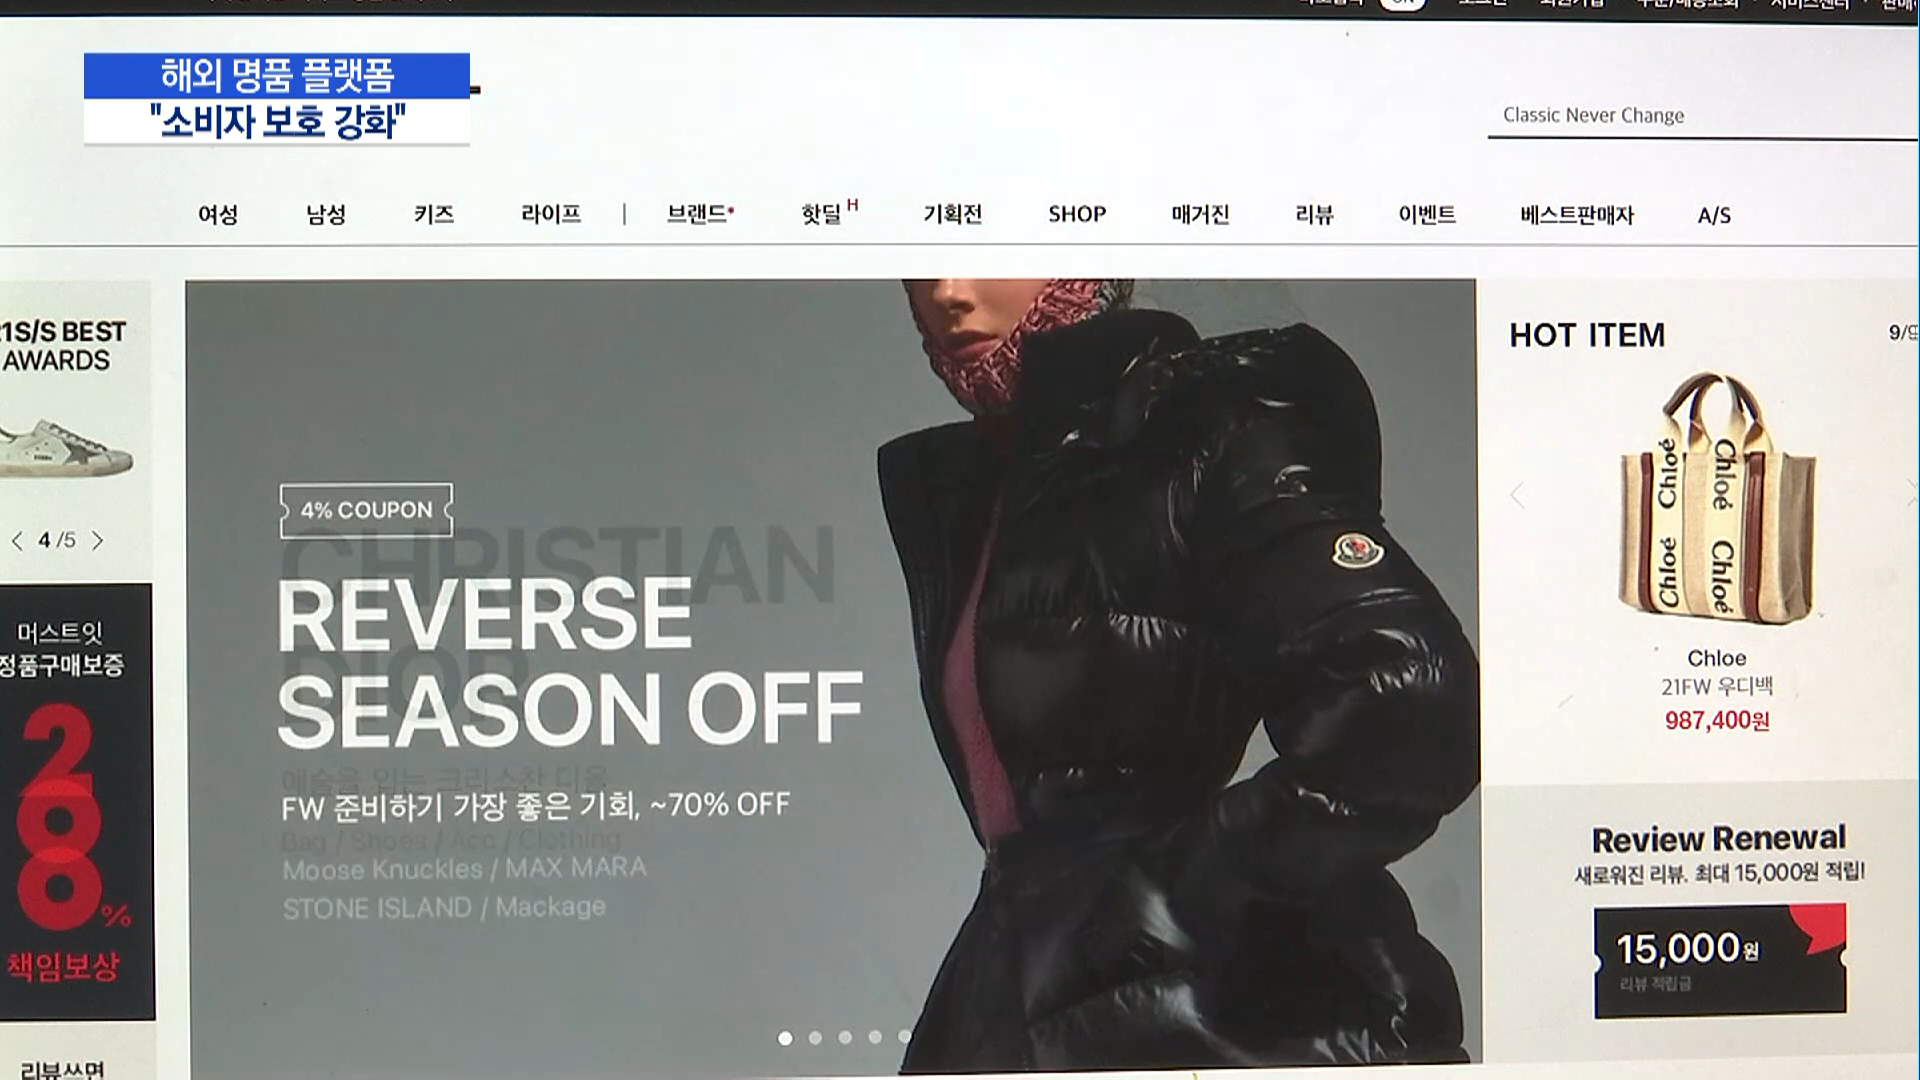 해외 명품 플랫폼
"소비자 보호 강화"
Classic Never Change
여성 남성 키즈 라이프 | 브랜드* 핫딜 H 기획전 SHOP 매거진 리뷰 이벤트 베스트판매자 A/S
21S/S BEST
AWARDS
4/5
머스트잇
정품구매보증
200%
책임보상
리뷰쓰면
4% COUPON
CHRISTIAN
DIOR
REVERSE
SEASON OFF
FW 준비하기 가장 좋은 기회, ~70% OFF
Bag / Shoes / Acc / Clothing
Moose Knuckles / MAX MARA
STONE ISLAND / Mackage
HOT ITEM
9/
Chloé Chloé
Chloé Chloé
Chloe
21FW 우디백
987,400원
Review Renewal
새로워진 리뷰. 최대 15,000원 적립!
15,000원
리뷰 적립금